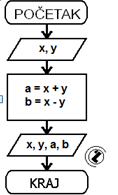 POČETAK
x, y
a = x + y
b = x - y
x, y, a, b
KRAJ